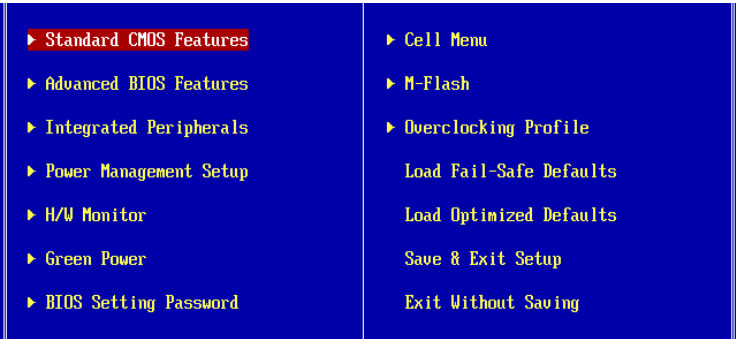 Standard CMOS Features
Advanced BIOS Features
Integrated Peripherals
Power Management Setup
H/W Monitor
Green Power
BIOS Setting Password
Cell Menu
M-Flash
Overclocking Profile
Load Fail-Safe Defaults
Load Optimized Defaults
Save & Exit Setup
Exit Without Saving